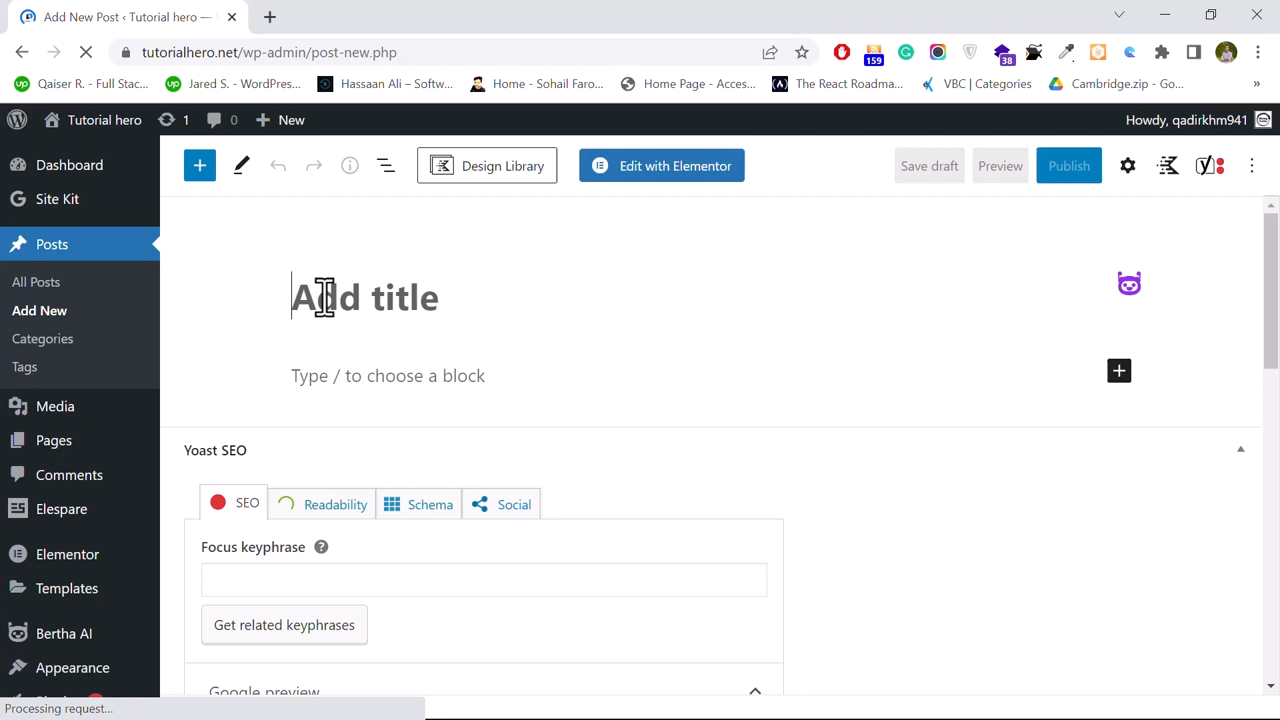 Add New Post ‹ Tutorial hero —
tutorialhero.net/wp-admin/post-new.php
159
38
Qaiser R. - Full Stac...
Jared S. - WordPres...
Hassaan Ali – Softw...
Home - Sohail Faro...
Home Page - Acces...
The React Roadma...
VBC | Categories
Cambridge.zip - Go...
»
Tutorial hero
1
0
New
Howdy, qadirkhm941
Dashboard
Site Kit
Posts
All Posts
Add New
Categories
Tags
Media
Pages
Comments
Elespare
Elementor
Templates
Bertha AI
Appearance
Design Library
Edit with Elementor
Save draft
Preview
Publish
Add title
Type / to choose a block
Yoast SEO
SEO
Readability
Schema
Social
Focus keyphrase
Get related keyphrases
Google preview
Processing request...